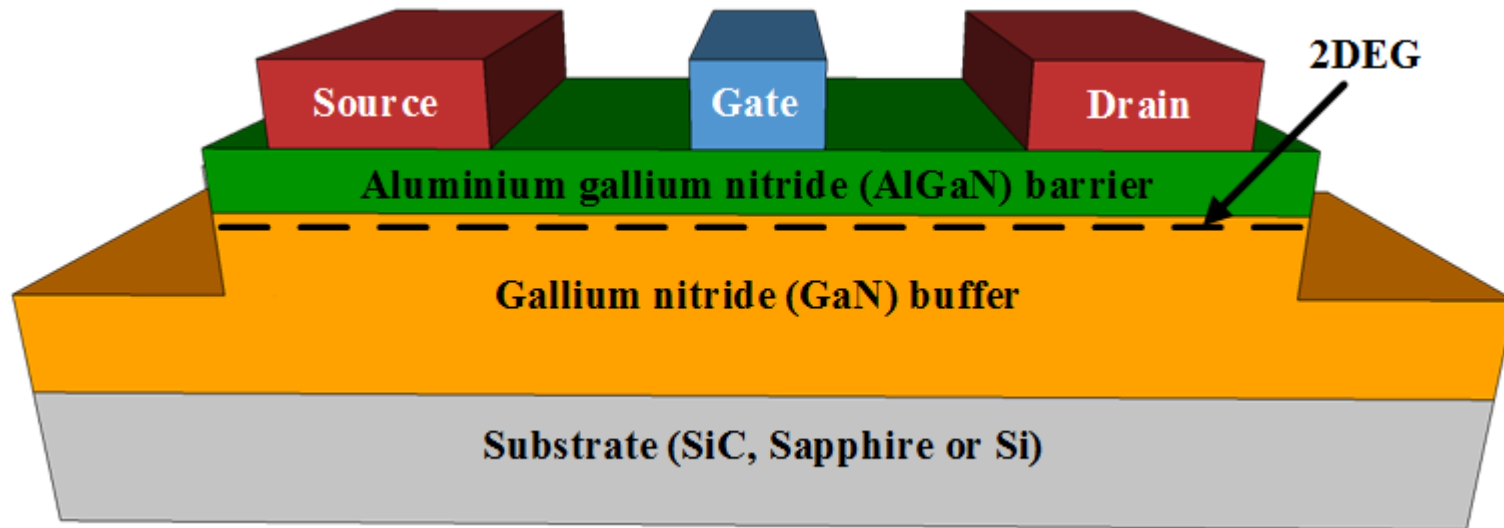 2DEG
Source
Gate
Drain
Aluminium gallium nitride (AlGaN) barrier
Gallium nitride (GaN) buffer
Substrate (SiC, Sapphire or Si)